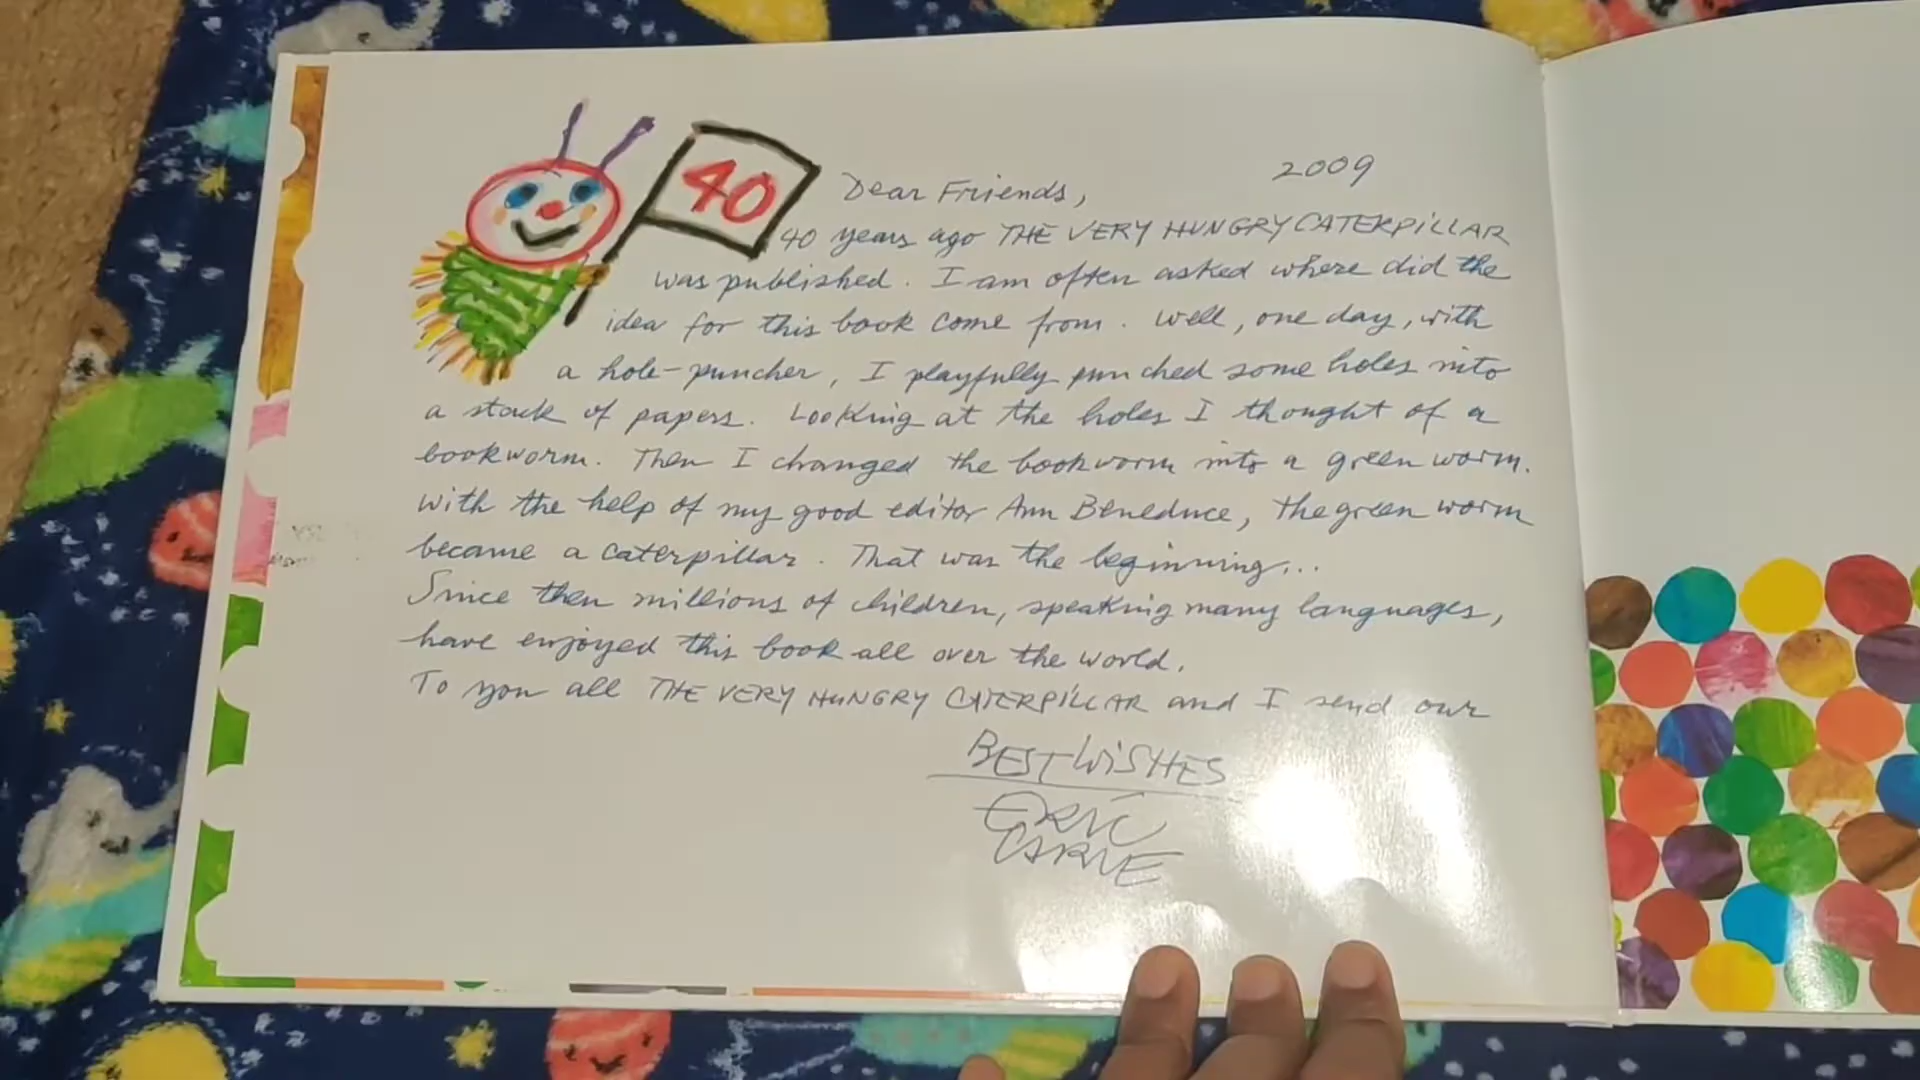 40
2009
Dear Friends,
40 years ago THE VERY HUNGRY CATERPILLAR
was published. I am often asked where did the
idea for this book come from. Well, one day, with
a hole-puncher, I playfully punched some holes into
a stack of papers. Looking at the holes I thought of a
bookworm. Then I changed the bookworm into a green worm.
With the help of my good editor Ann Beneduce, the green worm
became a caterpillar. That was the beginning...
Since then millions of children, speaking many languages,
have enjoyed this book all over the world.
To you all THE VERY HUNGRY CATERPILLAR and I send our
BEST WISHES
ERIC
CARLE